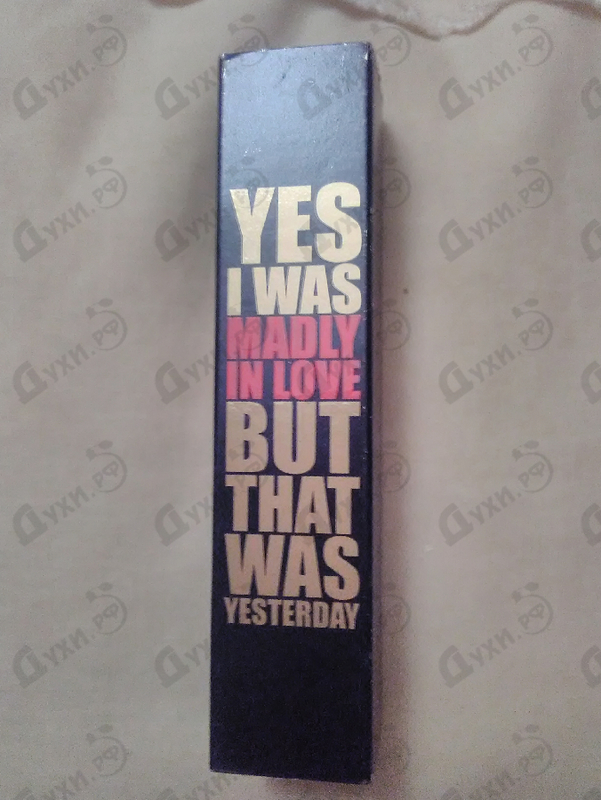 YES
I WAS
MADLY
IN LOVE
BUT
THAT
WAS
YESTERDAY
Духи.РФ